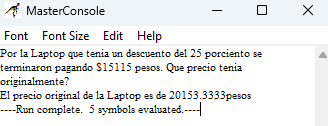 MasterConsole
Font Font Size Edit Help
Por la Laptop que tenia un descuento del 25 porciento se
terminaron pagando $15115 pesos. Que precio tenia
originalmente?
El precio original de la Laptop es de 20153.3333pesos
----Run complete.  5 symbols evaluated.----